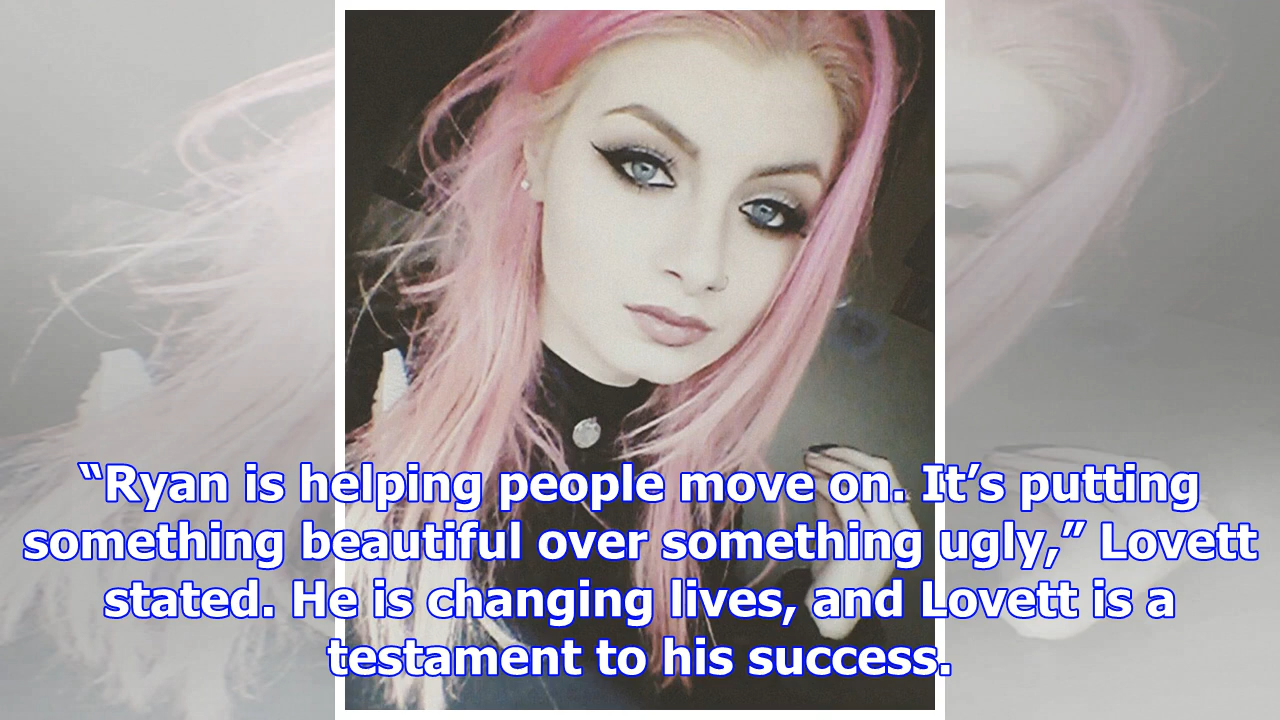 “Ryan is helping people move on. It’s putting
something beautiful over something ugly,” Lovett
stated. He is changing lives, and Lovett is a
testament to his success.